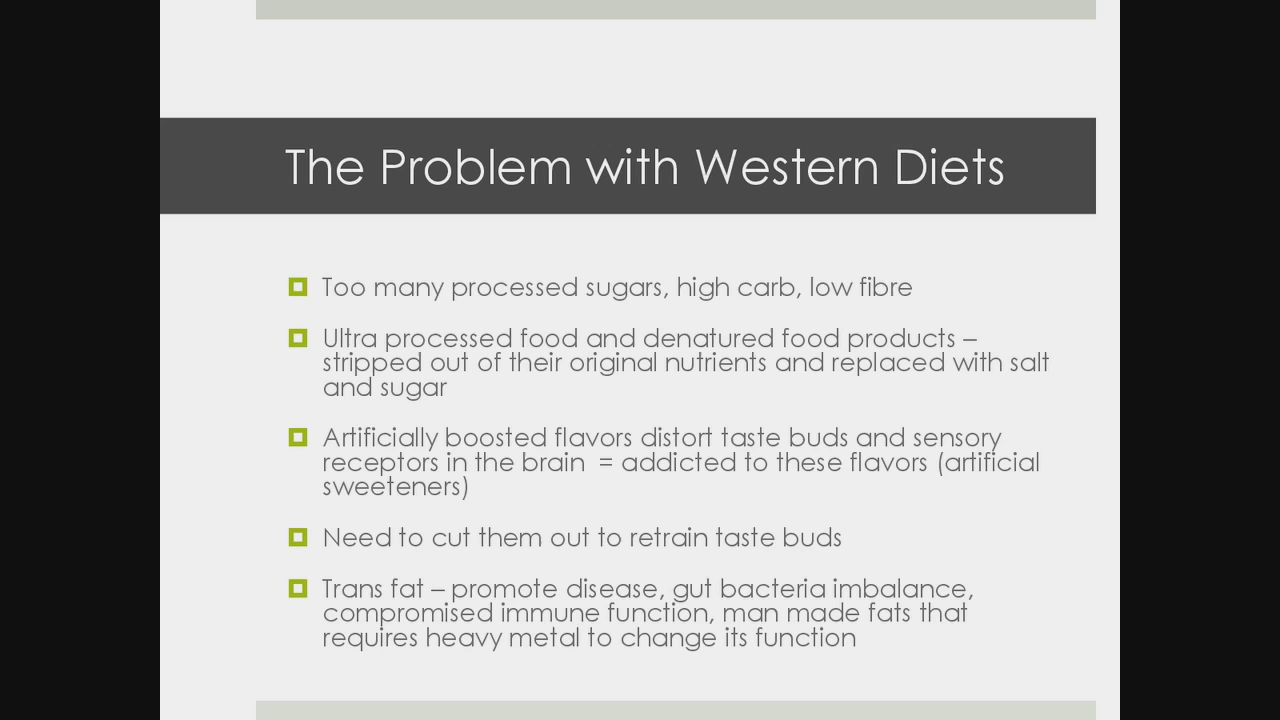 The Problem with Western Diets
Too many processed sugars, high carb, low fibre
Ultra processed food and denatured food products –
stripped out of their original nutrients and replaced with salt
and sugar
Artificially boosted flavors distort taste buds and sensory
receptors in the brain  = addicted to these flavors (artificial
sweeteners)
Need to cut them out to retrain taste buds
Trans fat – promote disease, gut bacteria imbalance,
compromised immune function, man made fats that
requires heavy metal to change its function